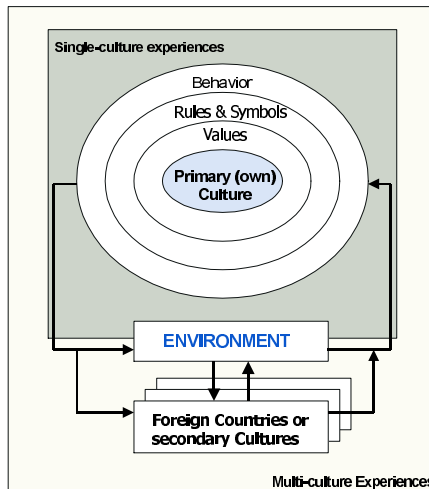 Single-culture experiences
Behavior
Rules & Symbols
Values
Primary (own)
Culture
ENVIRONMENT
Foreign Countries or
secondary Cultures
Multi-culture Experiences